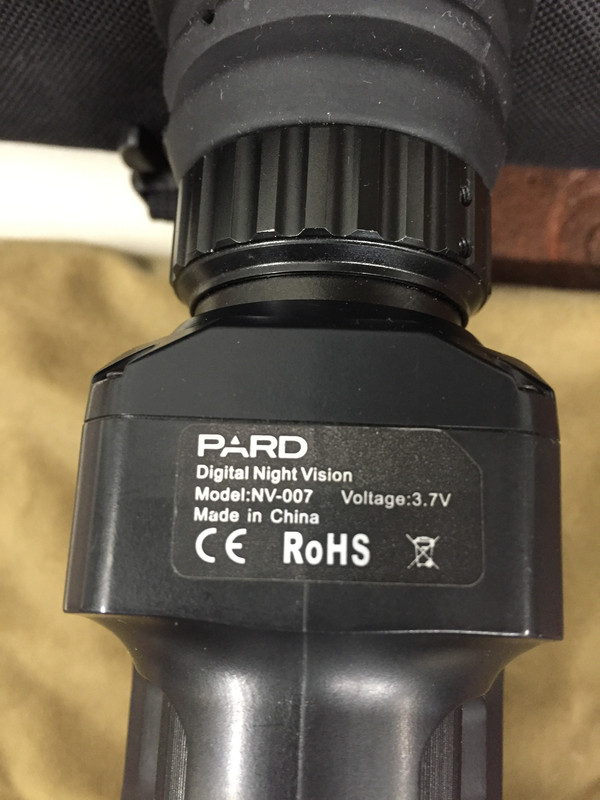 PARD
Digital Night Vision
Model:NV-007 Voltage:3.7V
Made in China
CE RoHS